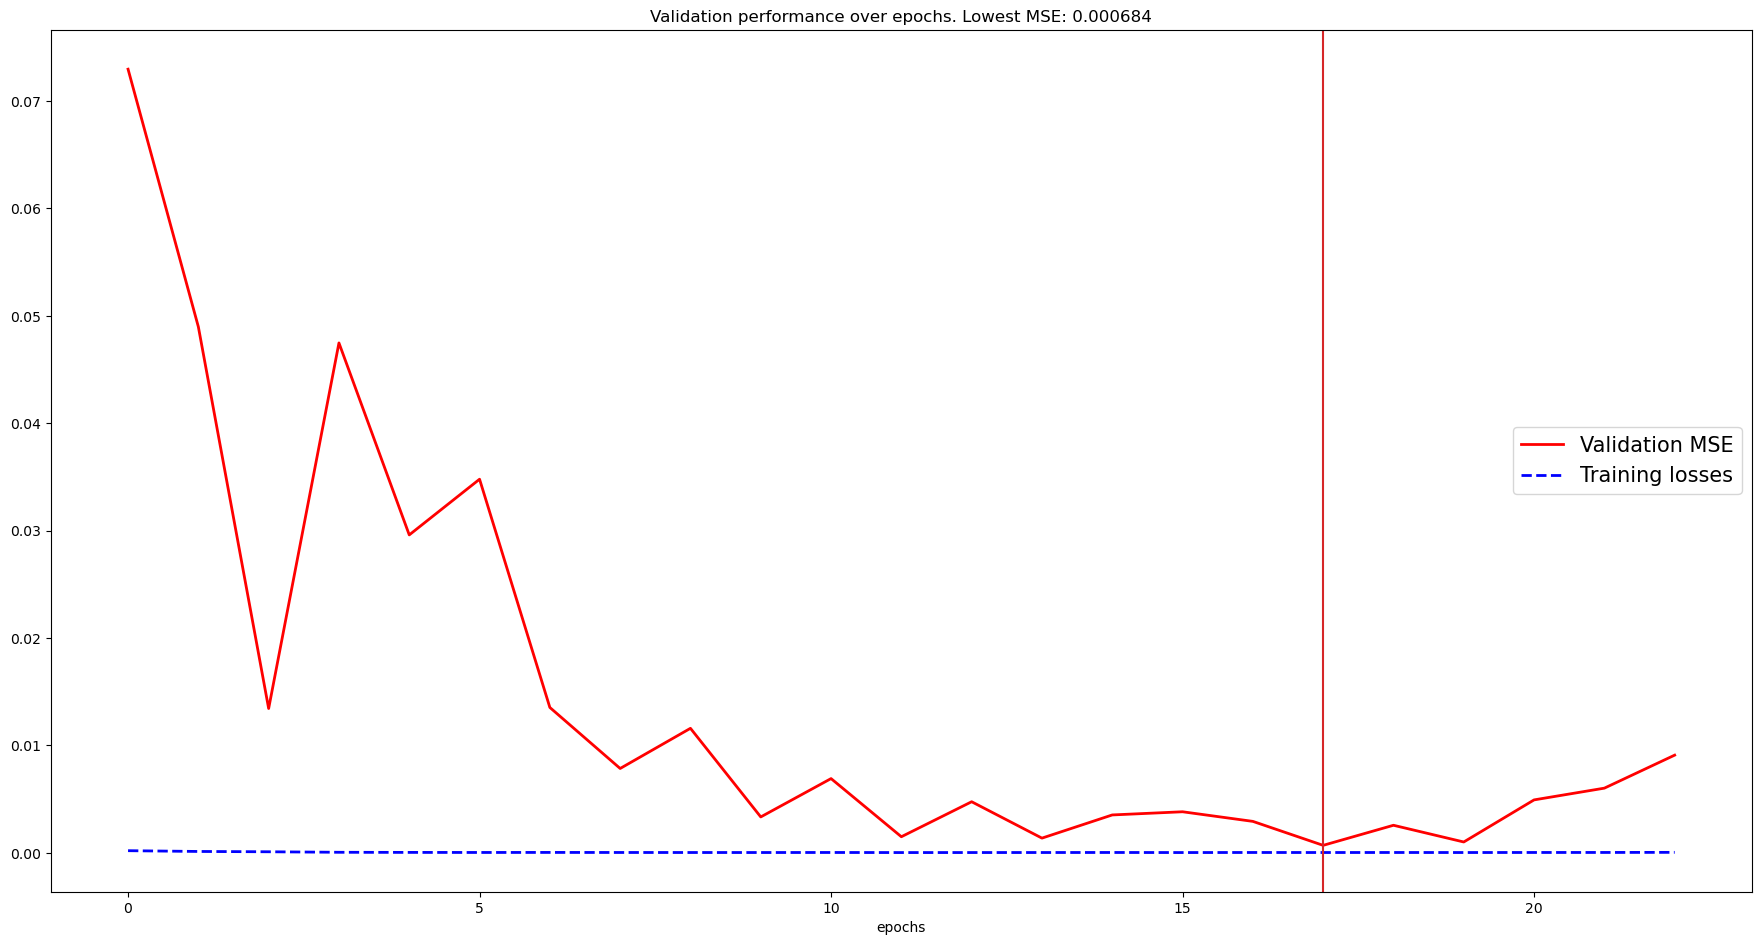 Validation performance over epochs. Lowest MSE: 0.000684
0.07
0.06
0.05
0.04
0.03
0.02
0.01
0.00
Validation MSE
Training losses
0 5 10 15 20
epochs